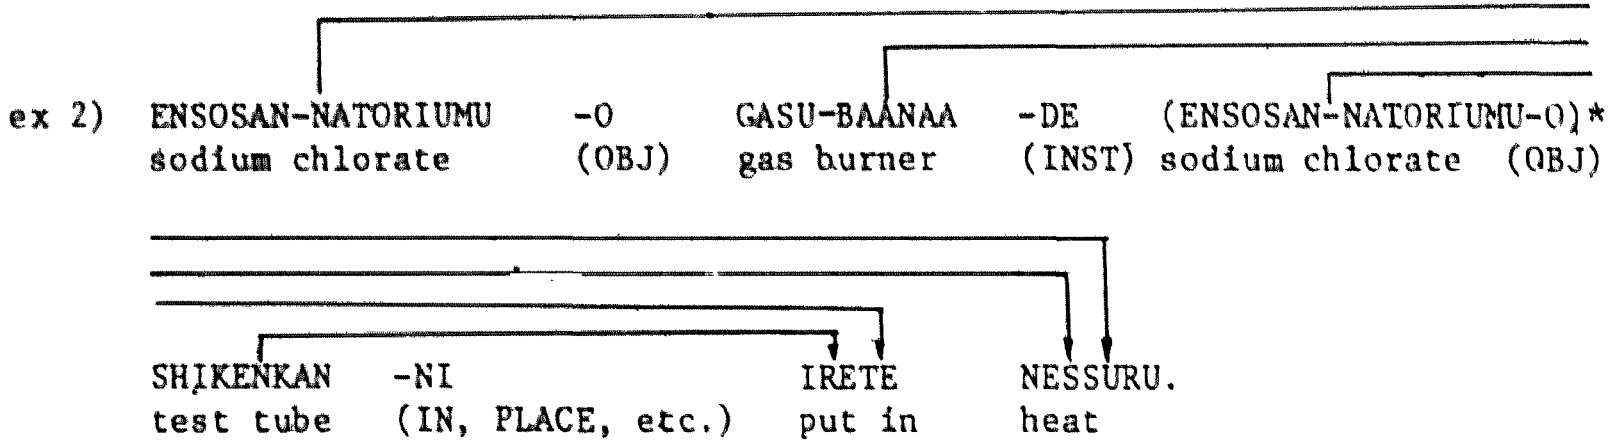 ex 2) ENSOSAN-NATORIUMU -O GASU-BAANAA -DE (ENSOSAN-NATORIUMU-O)*
sodium chlorate (OBJ) gas burner (INST) sodium chlorate (OBJ)
SHIKENKAN -NI IRETE NESSURU.
test tube (IN, PLACE, etc.) put in heat